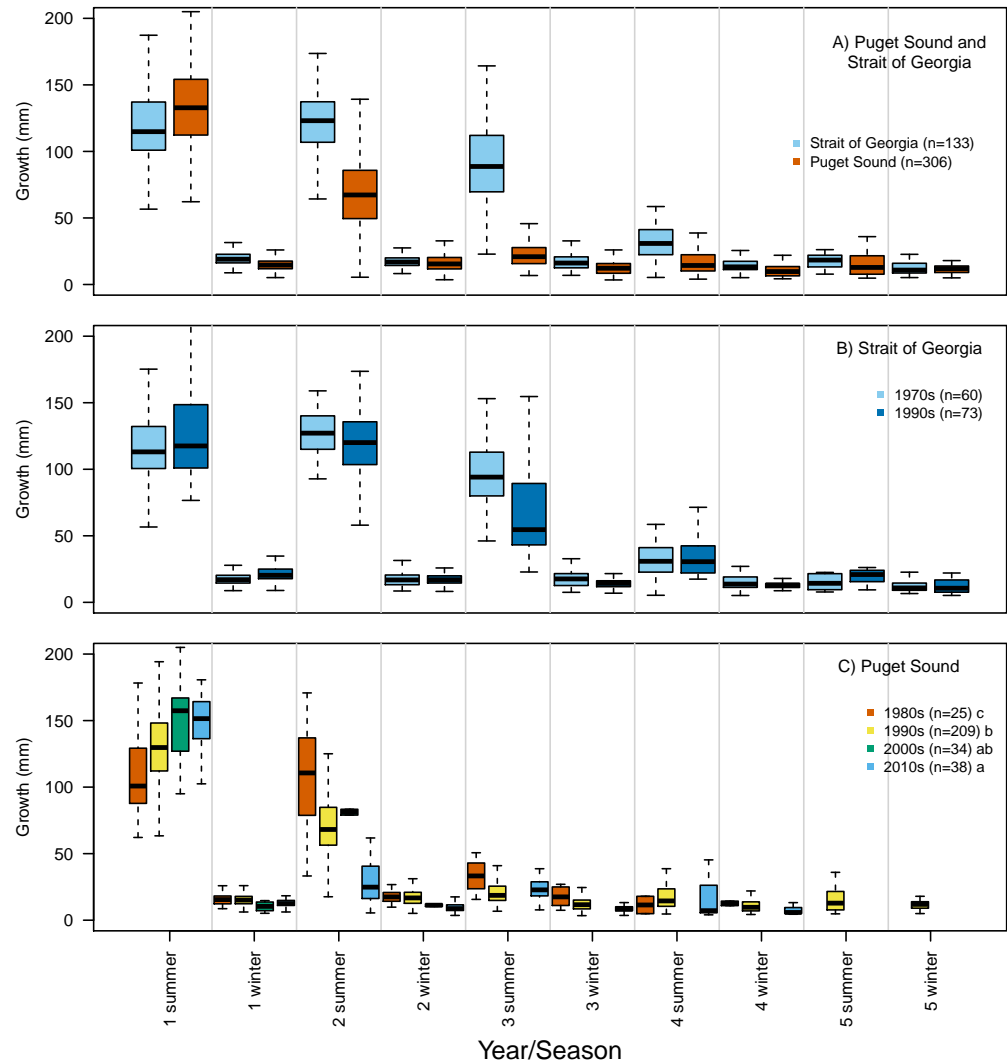 200
150
100
50
0
Growth (mm)
A) Puget Sound and
Strait of Georgia
Strait of Georgia (n=133)
Puget Sound (n=306)
200
150
100
50
0
Growth (mm)
B) Strait of Georgia
1970s (n=60)
1990s (n=73)
200
150
100
50
0
Growth (mm)
C) Puget Sound
1980s (n=25) c
1990s (n=209) b
2000s (n=34) ab
2010s (n=38) a
1 summer
1 winter
2 summer
2 winter
3 summer
3 winter
4 summer
4 winter
5 summer
5 winter
Year/Season